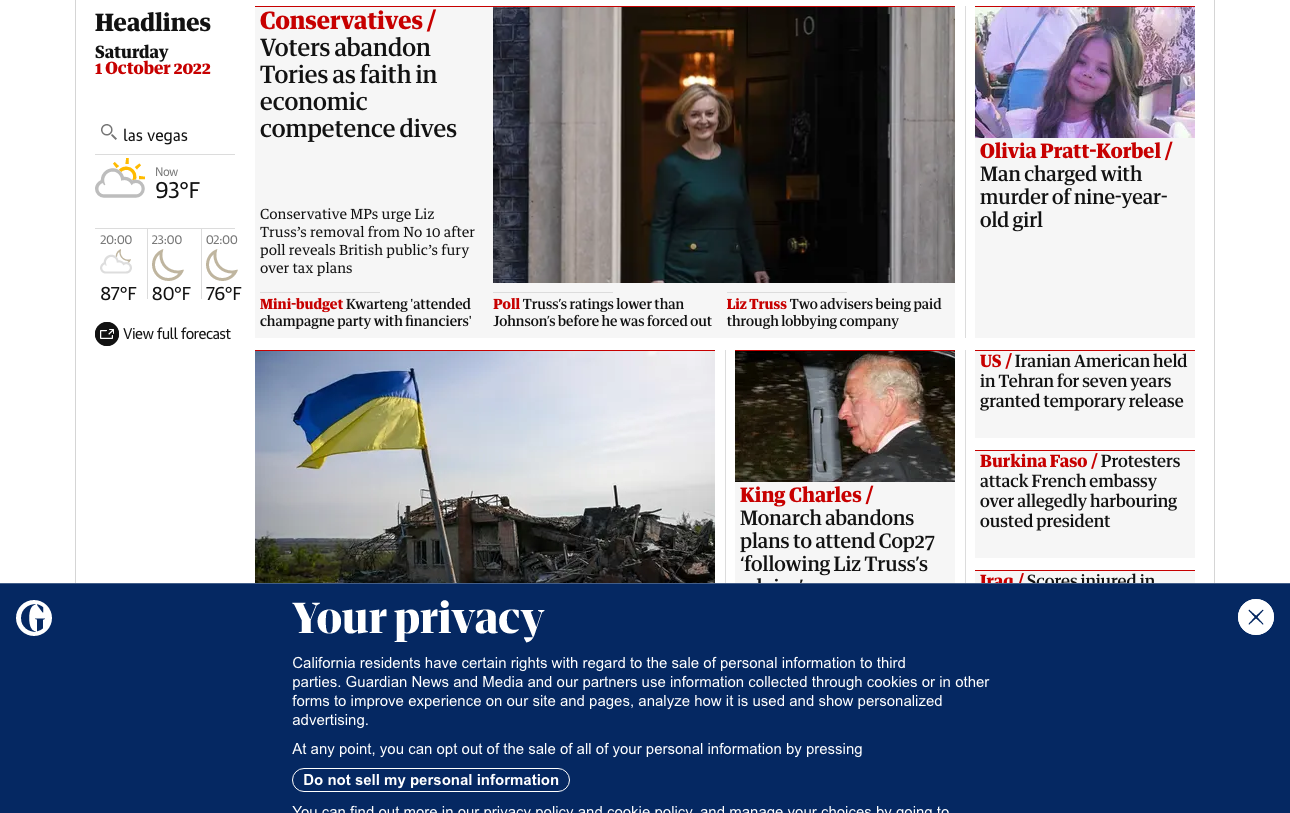 Headlines
Saturday
1 October 2022
las vegas
Now
93°F
20:00
23:00
02:00
87°F
80°F
76°F
View full forecast
Conservatives /
Voters abandon
Tories as faith in
economic
competence dives
Conservative MPs urge Liz
Truss's removal from No 10 after
poll reveals British public's fury
over tax plans
10
Mini-budget Kwarteng 'attended
champagne party with financiers'
Poll Truss's ratings lower than
Johnson's before he was forced out
Liz Truss Two advisers being paid
through lobbying company
Olivia Pratt-Korbel /
Man charged with
murder of nine-year-
old girl
King Charles /
Monarch abandons
plans to attend Cop27
'following Liz Truss's
US / Iranian American held
in Tehran for seven years
granted temporary release
Burkina Faso / Protesters
attack French embassy
over allegedly harbouring
ousted president
Iraq / Scores injured in
Your privacy
California residents have certain rights with regard to the sale of personal information to third
parties. Guardian News and Media and our partners use information collected through cookies or in other
forms to improve experience on our site and pages, analyze how it is used and show personalized
advertising.
At any point, you can opt out of the sale of all of your personal information by pressing
Do not sell my personal information
You can find out more in our privacy policy and cookie policy, and manage your choices by going to